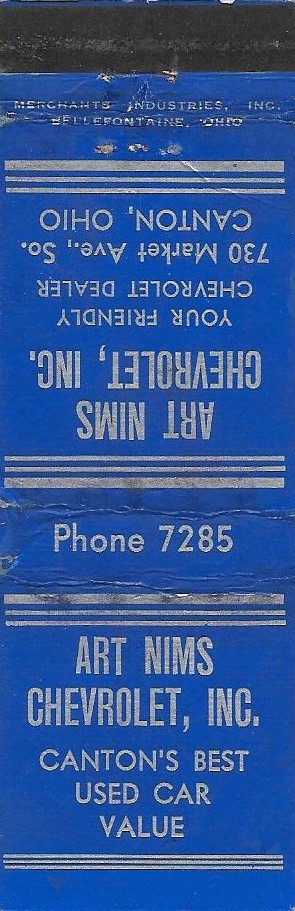 MERCHANTS INDUSTRIES, INC.
BELLEFONTAINE, OHIO
ART NIMS
CHEVROLET, INC.
YOUR FRIENDLY
CHEVROLET DEALER
730 Market Ave., So.
CANTON, OHIO
Phone 7285
ART NIMS
CHEVROLET, INC.
CANTON'S BEST
USED CAR
VALUE